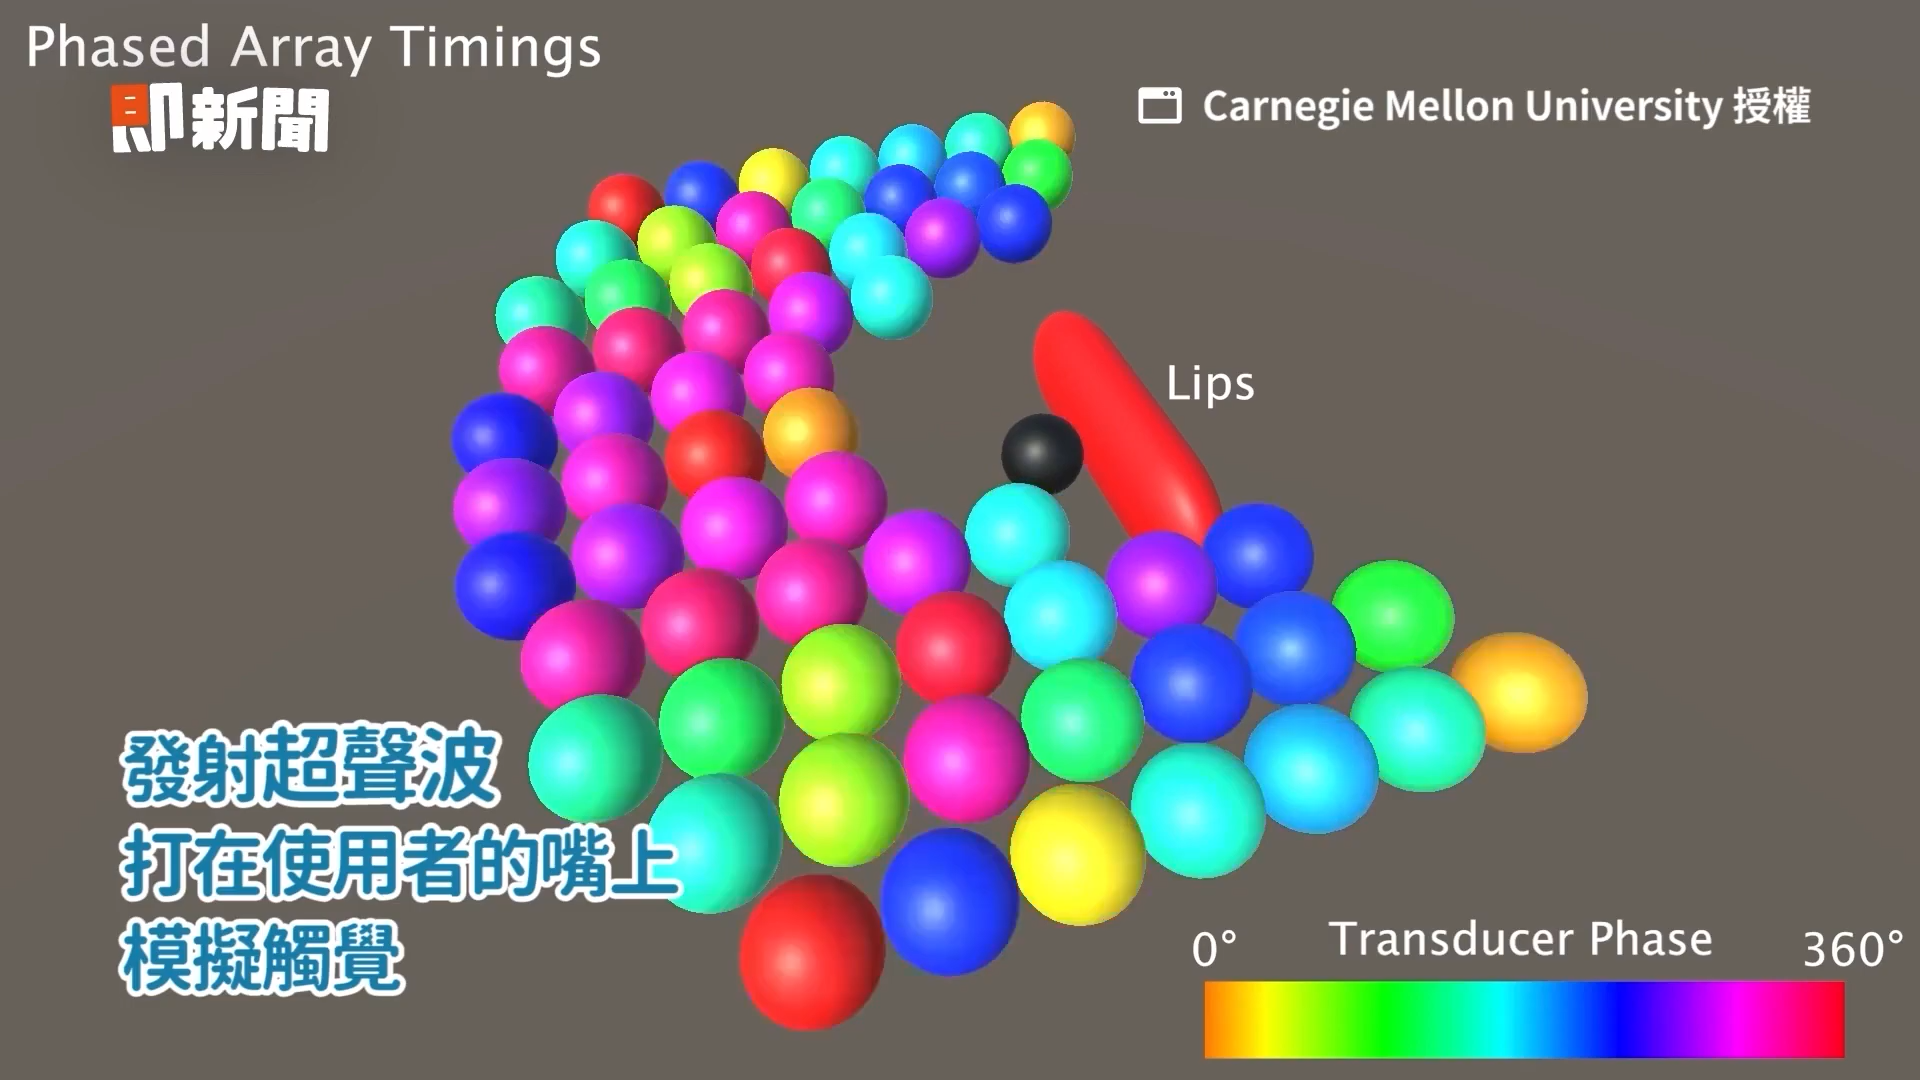 Phased Array Timings
即新聞
Carnegie Mellon University 授權
Lips
發射超聲波
打在使用者的嘴上
模擬觸覺
0° Transducer Phase 360°